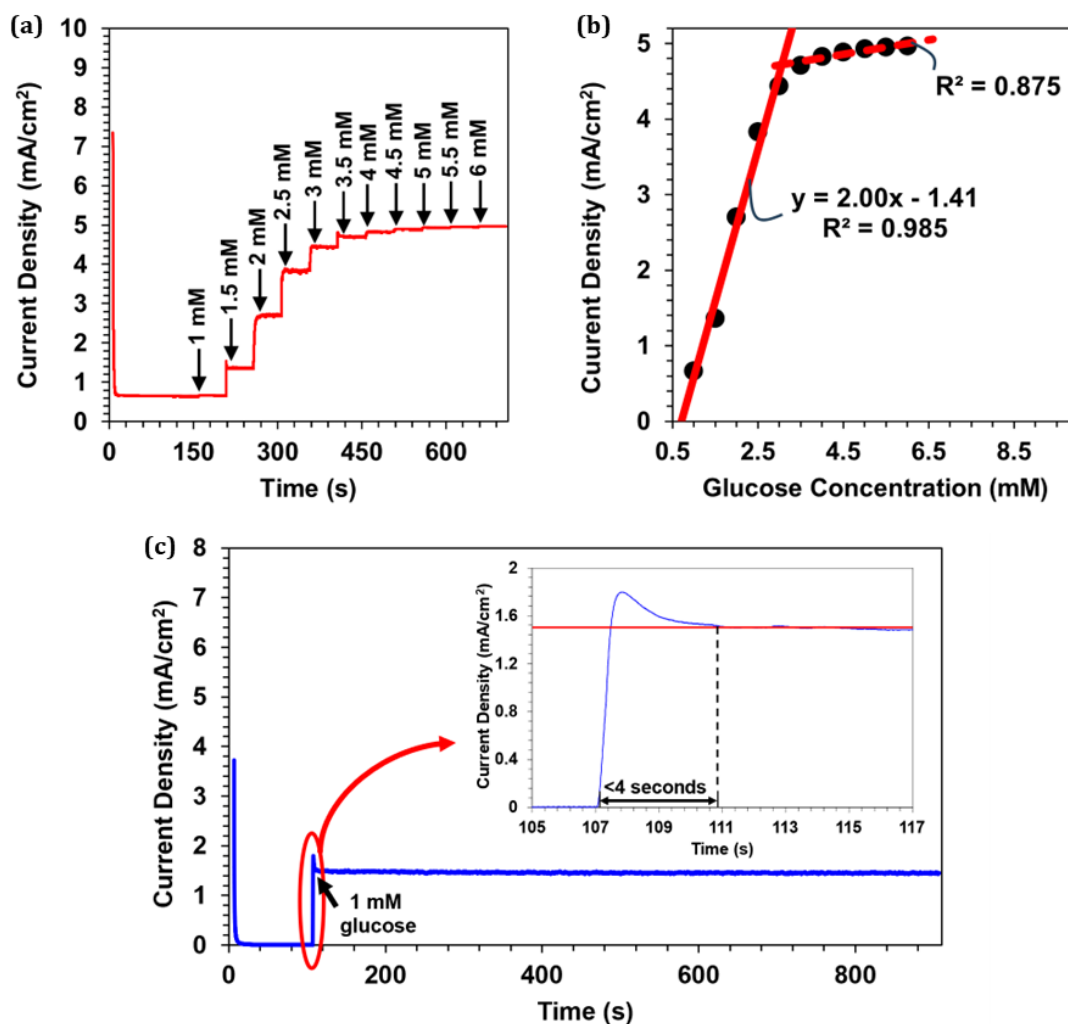 (a)
10
9
8
7
6
5
4
3
2
1
0
Current Density (mA/cm²)
1 mM
1.5 mM
2 mM
2.5 mM
3 mM
3.5 mM
4 mM
4.5 mM
5 mM
5.5 mM
6 mM
0 150 300 450 600
Time (s)
(b)
5
4
3
2
1
0
Cuurent Density (mA/cm²)
R² = 0.875
y = 2.00x - 1.41
R² = 0.985
0.5 2.5 4.5 6.5 8.5
Glucose Concentration (mM)
(c)
8
7
6
5
4
3
2
1
0
Current Density (mA/cm²)
1 mM
glucose
0 200 400 600 800
Time (s)
2
1.6
1.2
0.8
0.4
0
Current Density (mA/cm²)
<4 seconds
105 107 109 111 113 115 117
Time (s)